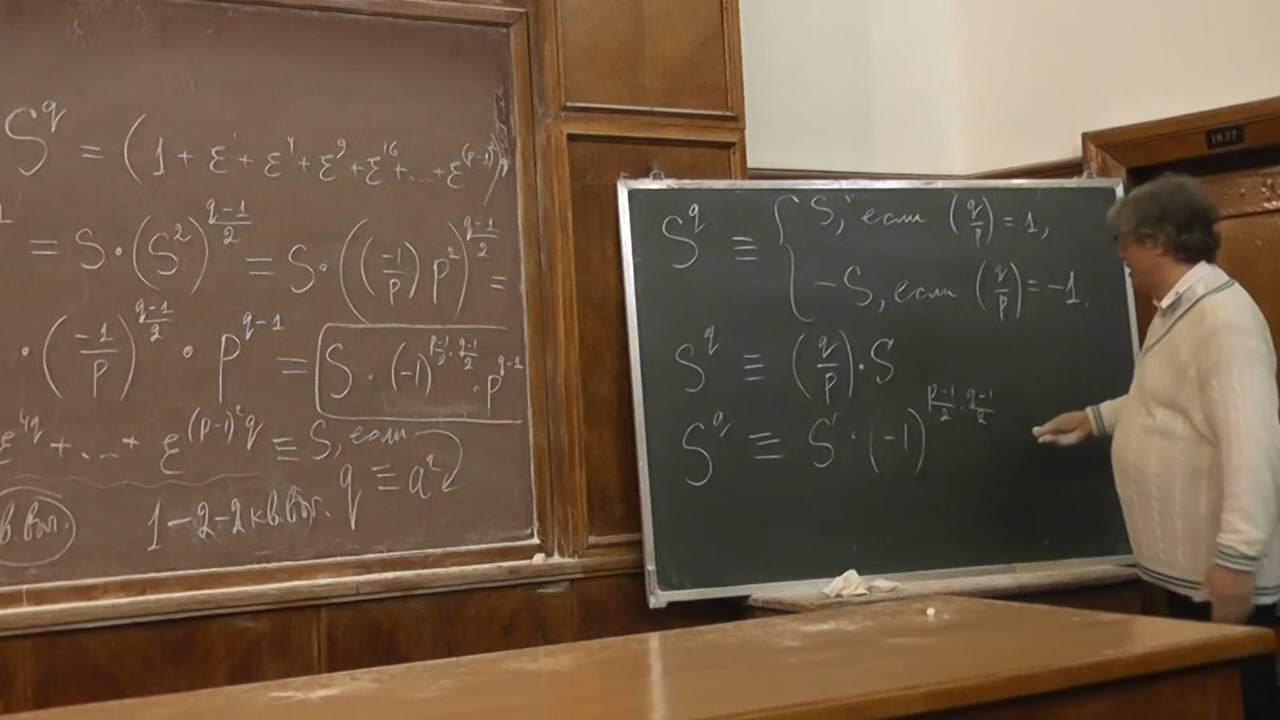 S^q = (1 + ε + ε^4 + ε^9 + ε^16 + ... + ε^(p-1)^2)^q
= S · (S^2)^(q-1)/2 = S · ((-1/p) p^2)^(q-1)/2 =
· (-1/p)^(q-1)/2 · p^(q-1) = S · (-1)^(p-1)/2 · (q-1)/2 · p^(q-1)
ε^4q + ... + ε^(p-1)^2 q ≡ S, если
q ≡ a^2
1 - 2 - 2 кв.
S^q ≡ { S, если (q/p) = 1,
-S, если (q/p) = -1.
S^q ≡ (q/p) · S
S^q ≡ S · (-1)^(p-1)/2 · (q-1)/2
1627